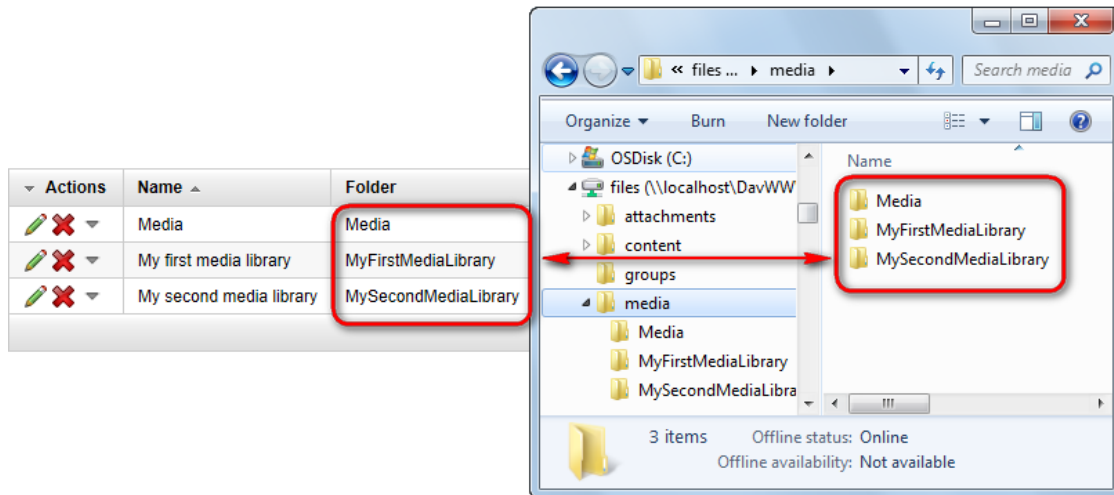 Actions Name Folder
Media Media
My first media library MyFirstMediaLibrary
My second media library MySecondMediaLibrary
« files ... media
Search media
Organize Burn New folder
OSDisk (C:)
files (\\localhost\DavWW
attachments
content
groups
media
Media
MyFirstMediaLibrary
MySecondMediaLibra
Name
Media
MyFirstMediaLibrary
MySecondMediaLibrary
3 items Offline status: Online
Offline availability: Not available